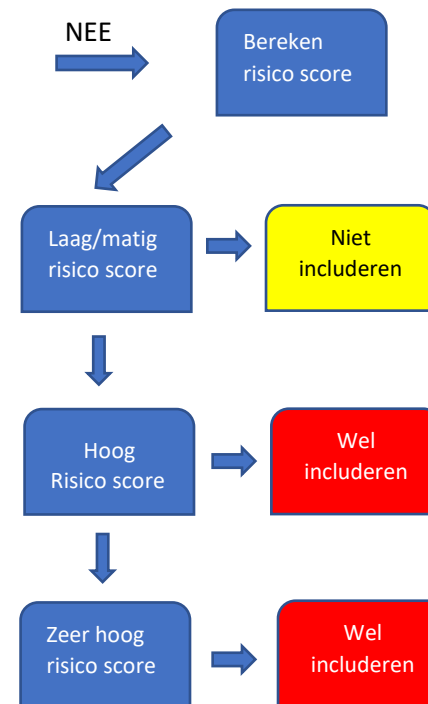 NEE
Bereken
risico score
Laag/matig
risico score
Niet
includeren
Hoog
Risico score
Wel
includeren
Zeer hoog
risico score
Wel
includeren